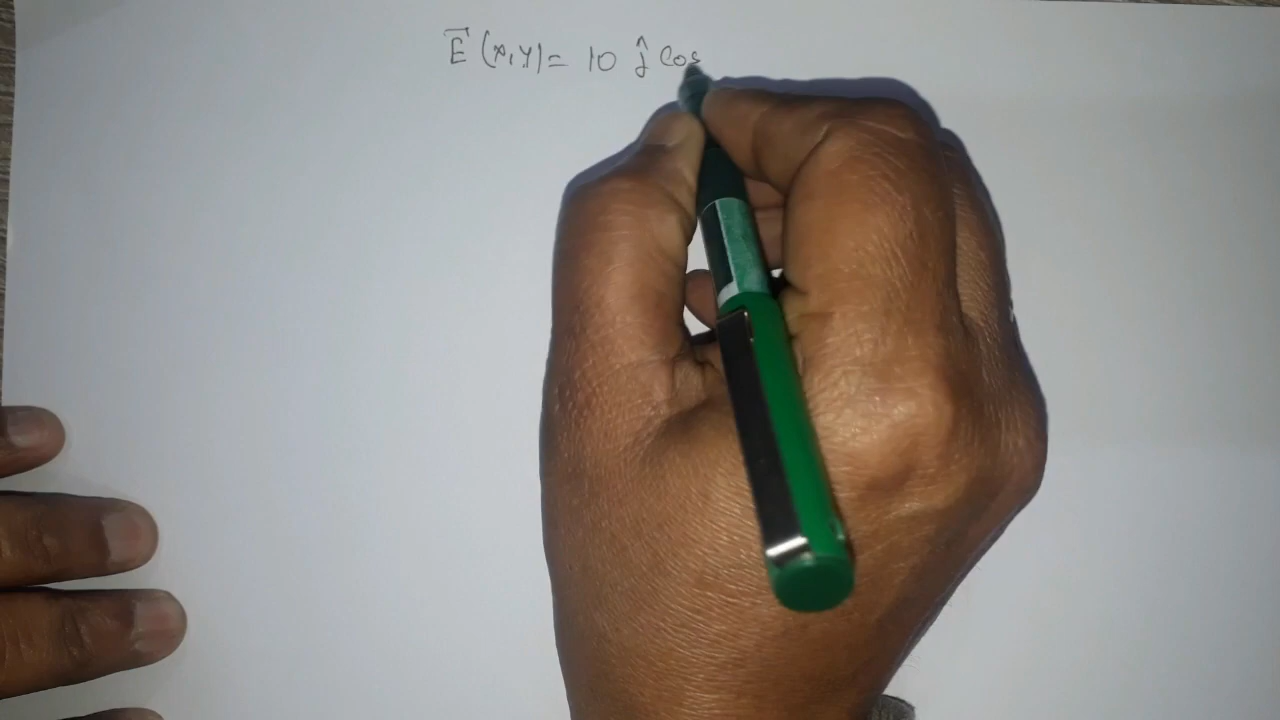 E⃗ (x,y)= 10 ĵ cos